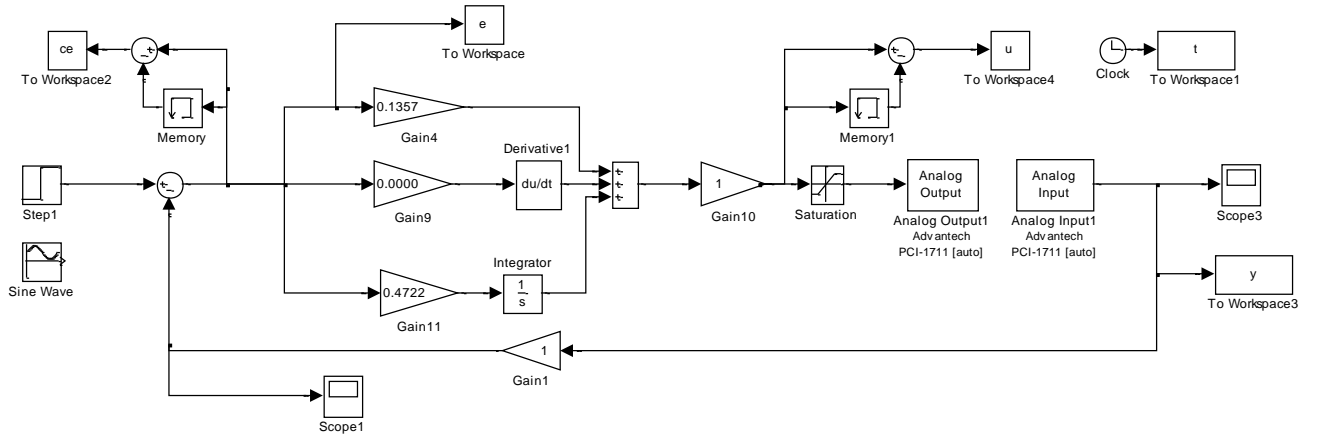 e
To Workspace
ce
To Workspace2
Memory
0.1357
Gain4
u
To Workspace4
Memory1
Clock
t
To Workspace1
Step1
0.0000
Gain9
Derivative1
du/dt
1
Gain10
Saturation
Analog
Output
Analog Output1
Advantech
PCI-1711 [auto]
Analog
Input
Analog Input1
Advantech
PCI-1711 [auto]
Scope3
Sine Wave
0.4722
Gain11
Integrator
1
s
y
To Workspace3
1
Gain1
Scope1